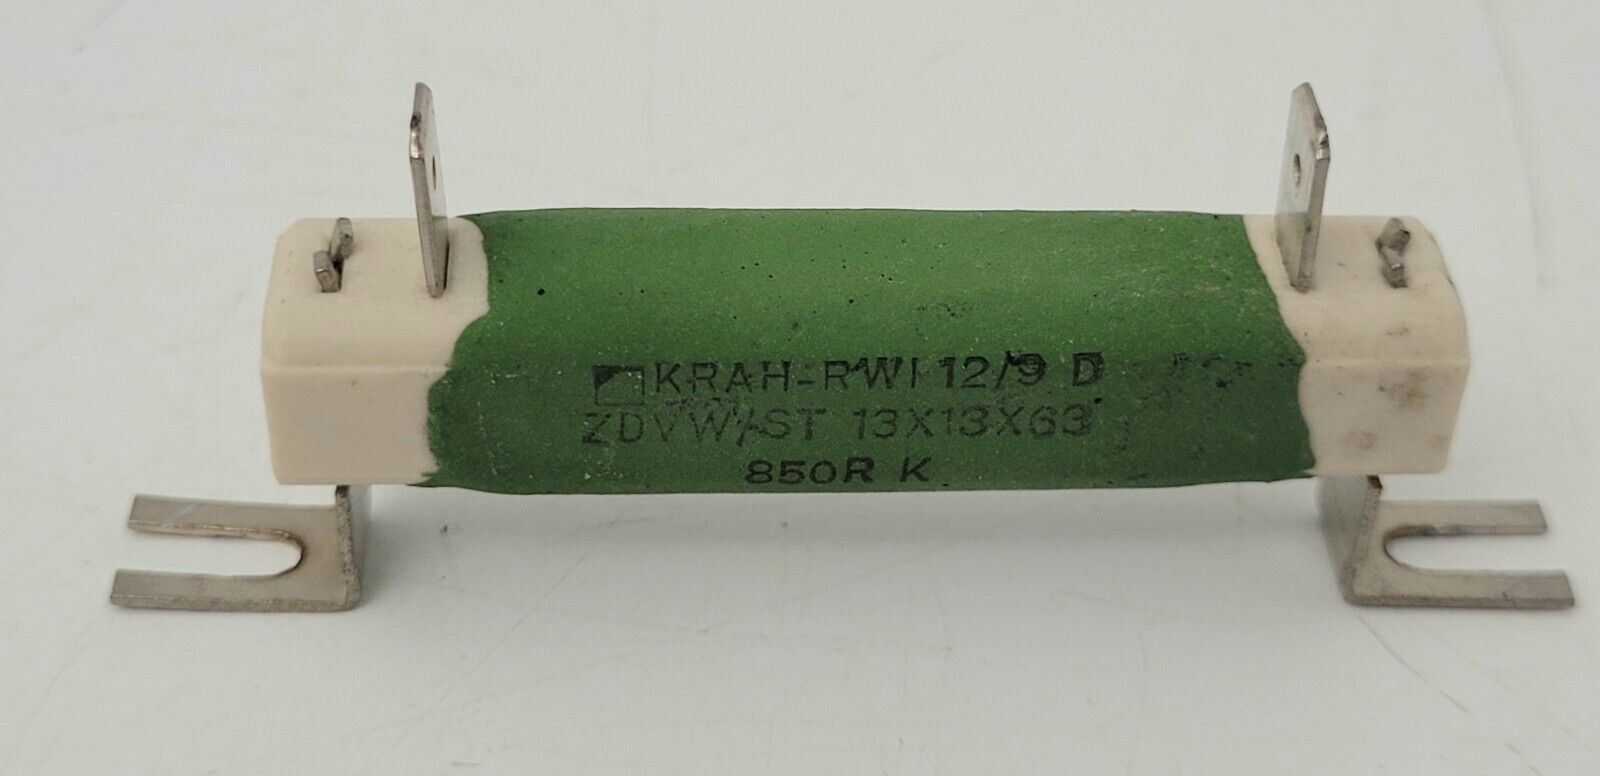 KRAH-RWI 12/9 D
ZDVW/ST 13X13X63
850R K